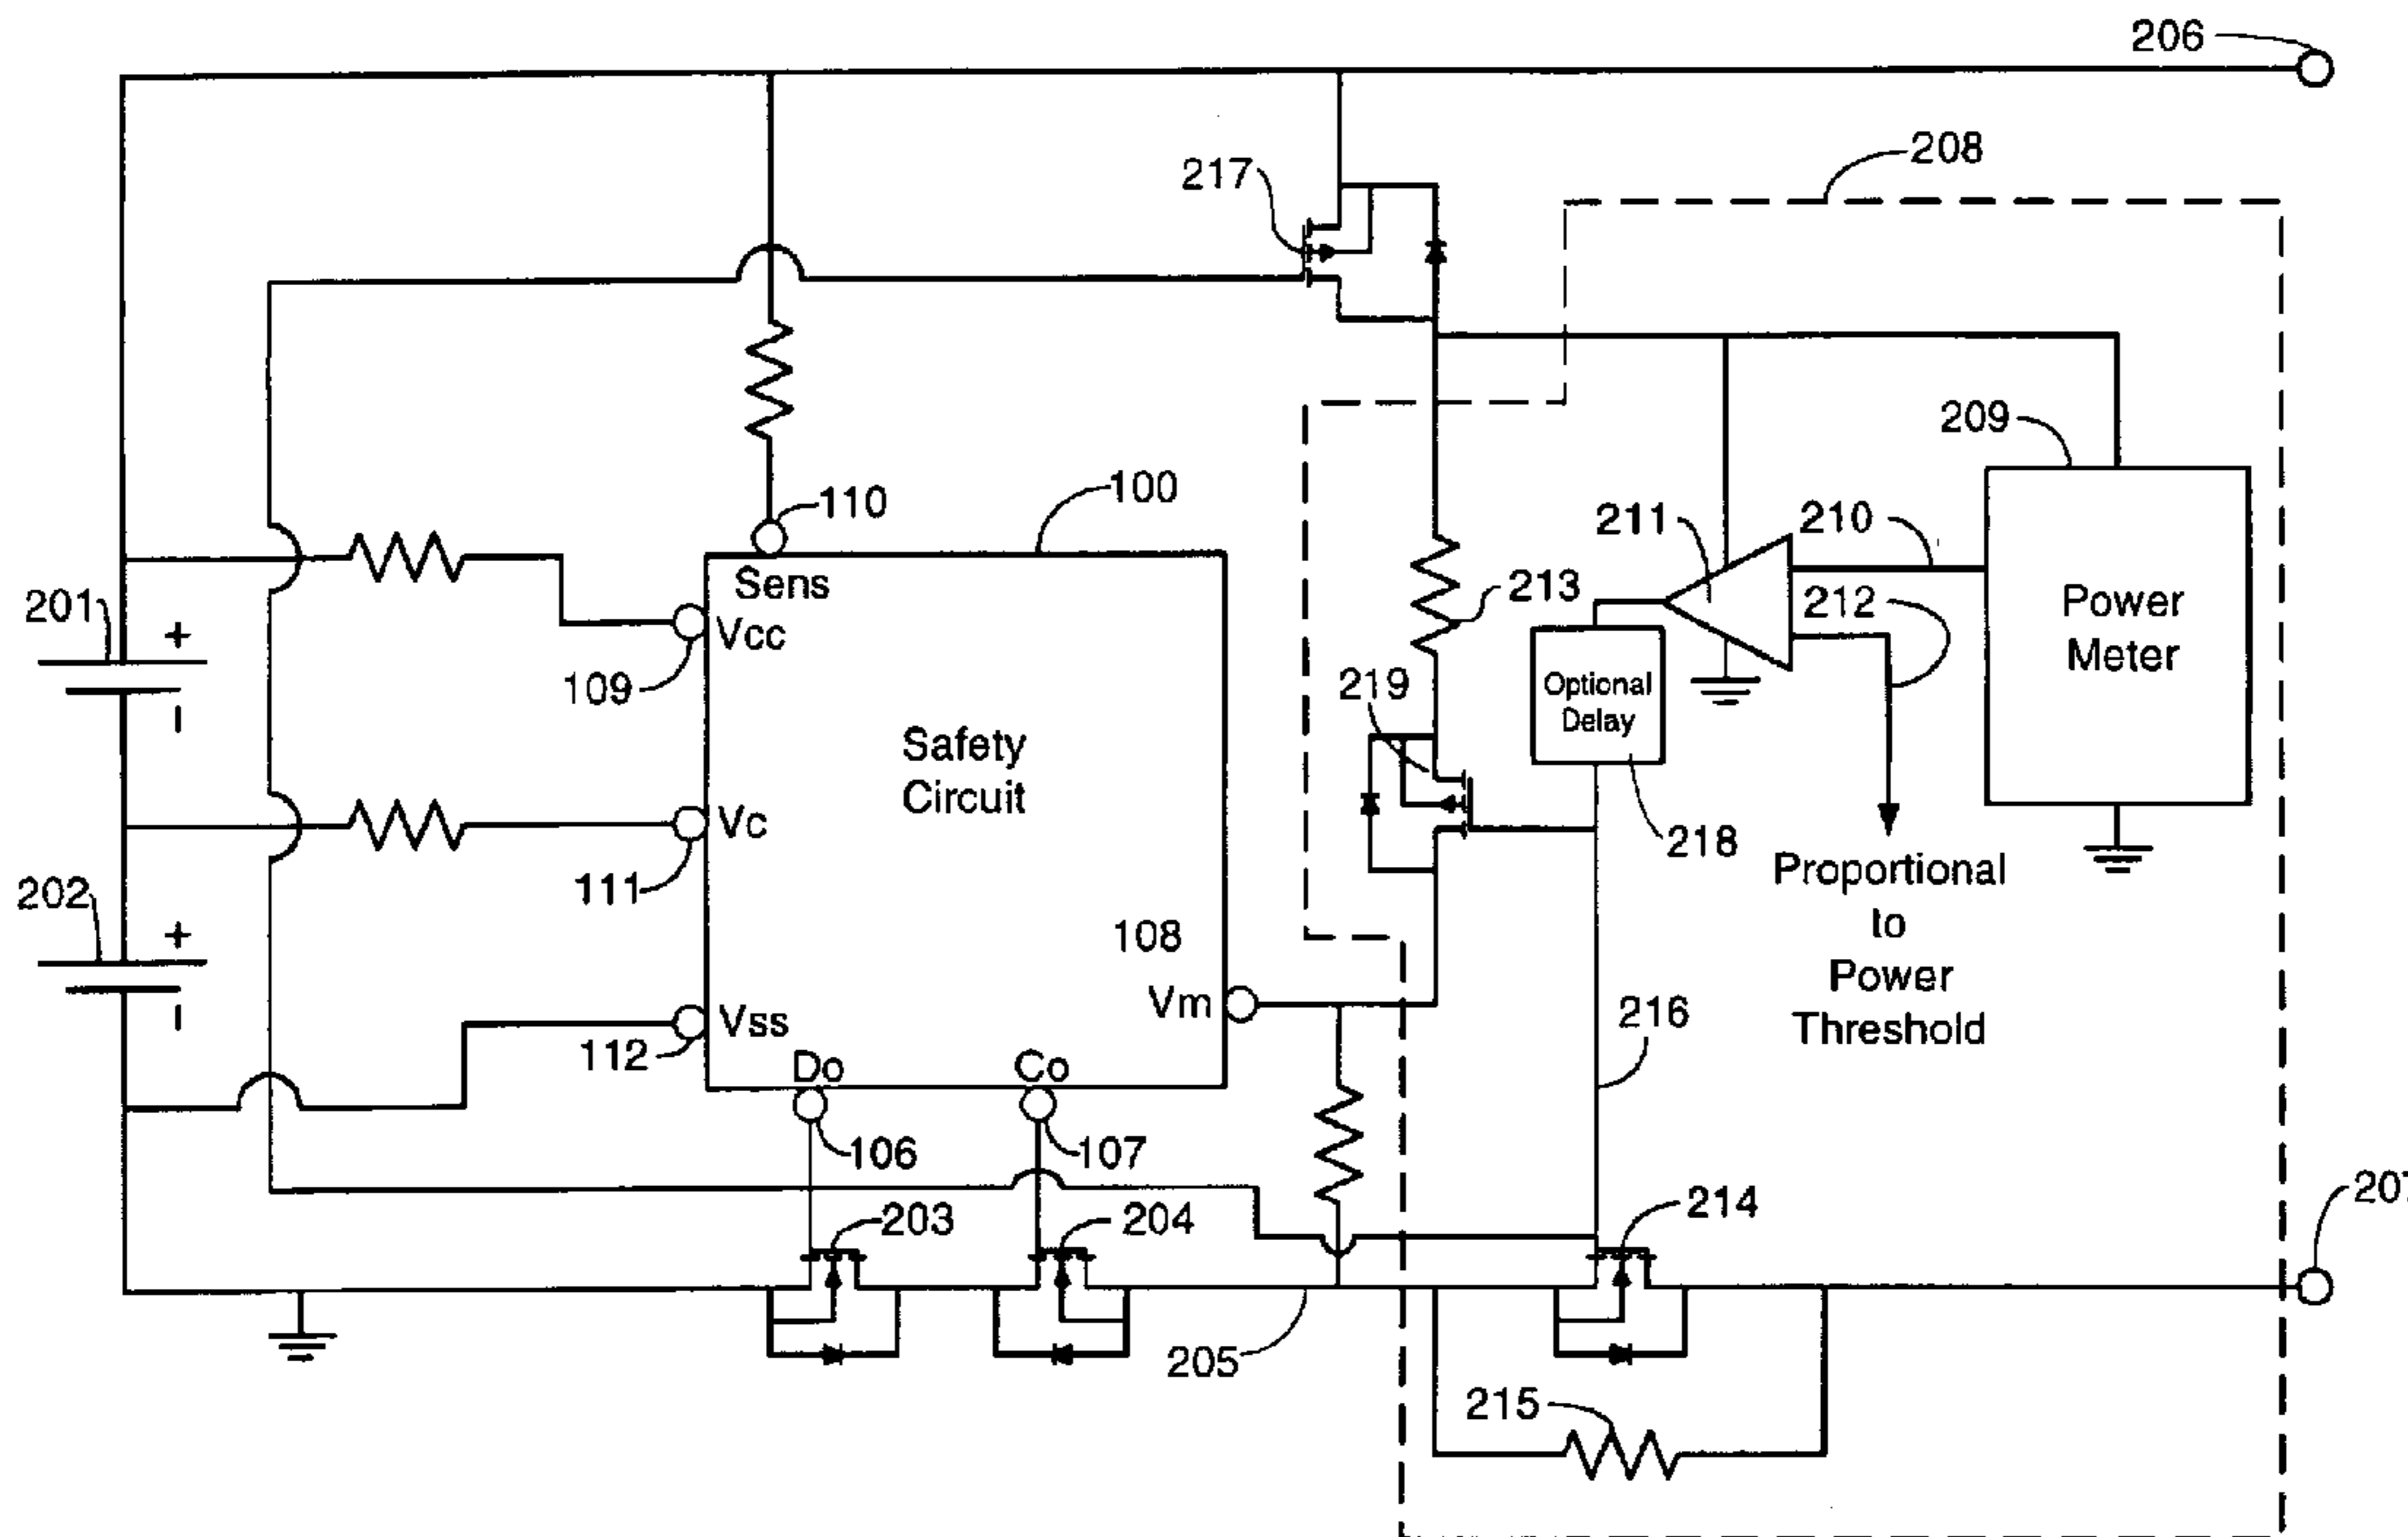 206
208
217
209
110
100
211
210
212
213
Sens
201
+
Vcc
Power
Meter
109
219
Optional
Delay
−
Safety
Circuit
Vc
218
111
Proportional
to
Power
Threshold
202
+
108
−
Vss
Vm
216
112
Do
Co
106
107
203
204
214
207
205
215